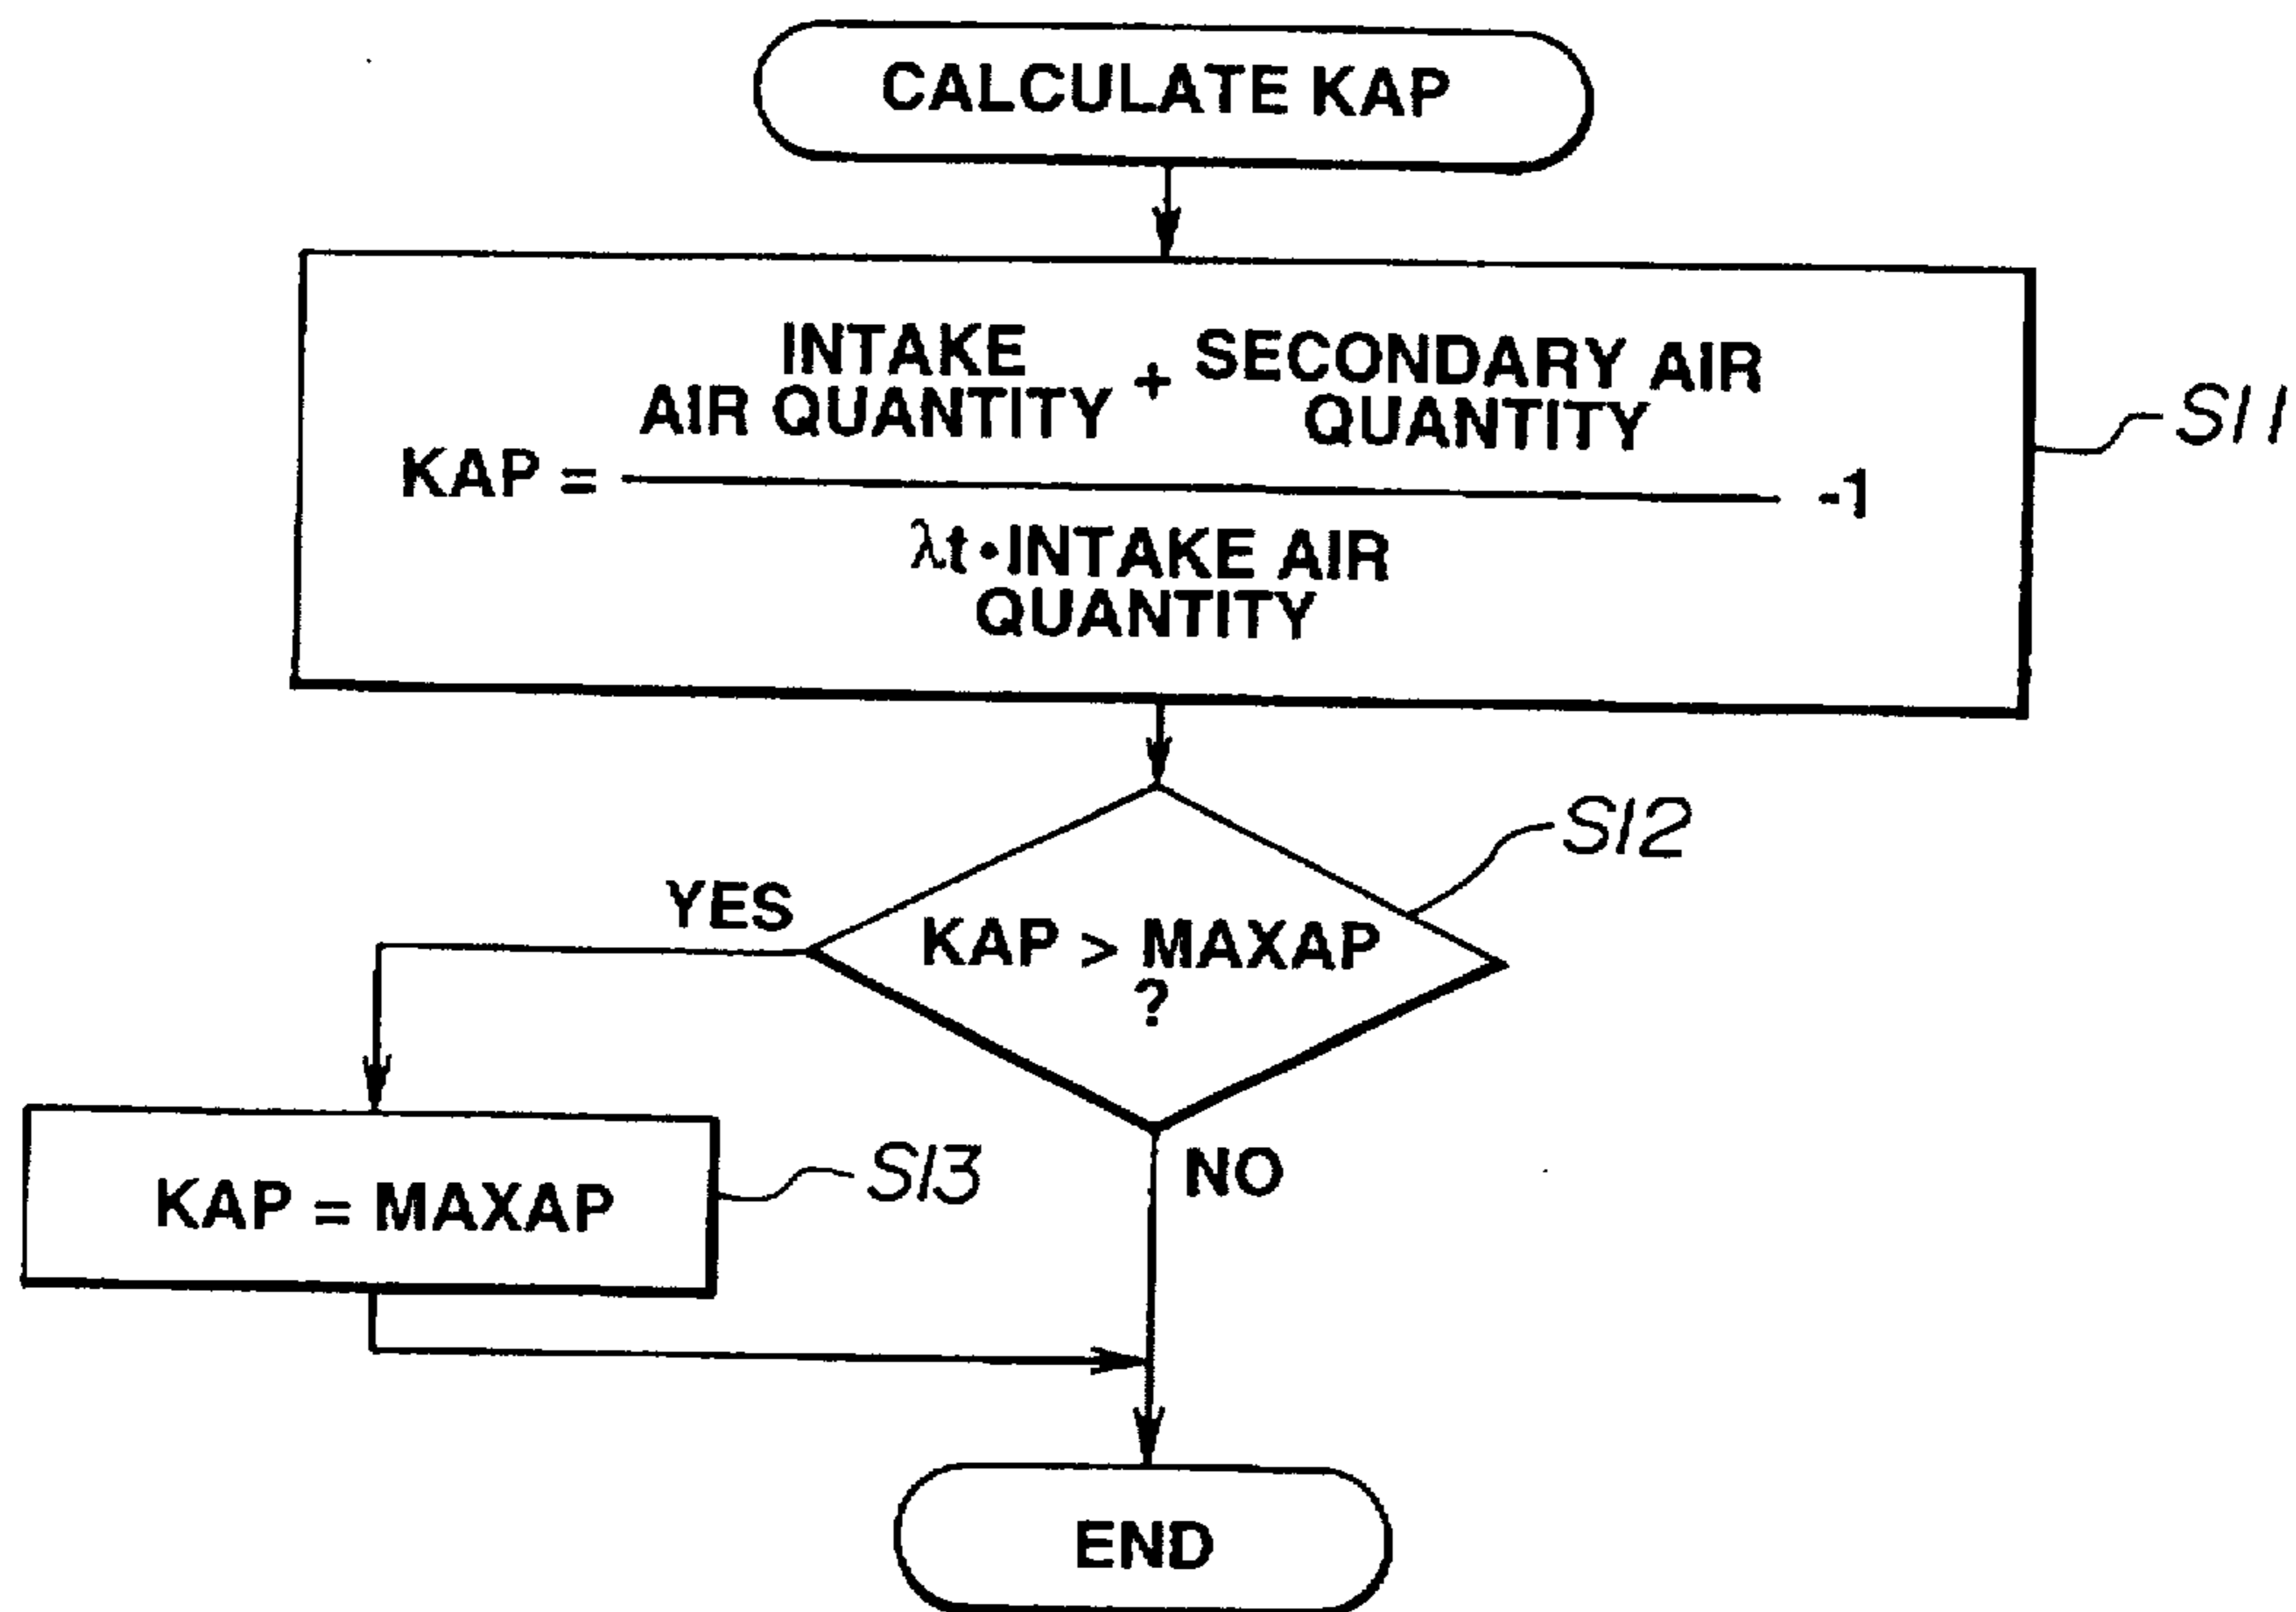 CALCULATE KAP
INTAKE
AIR QUANTITY + SECONDARY AIR
QUANTITY
KAP = -1
λt•INTAKE AIR
QUANTITY
S11
S12
YES
KAP > MAXAP
?
NO
KAP = MAXAP
S13
END